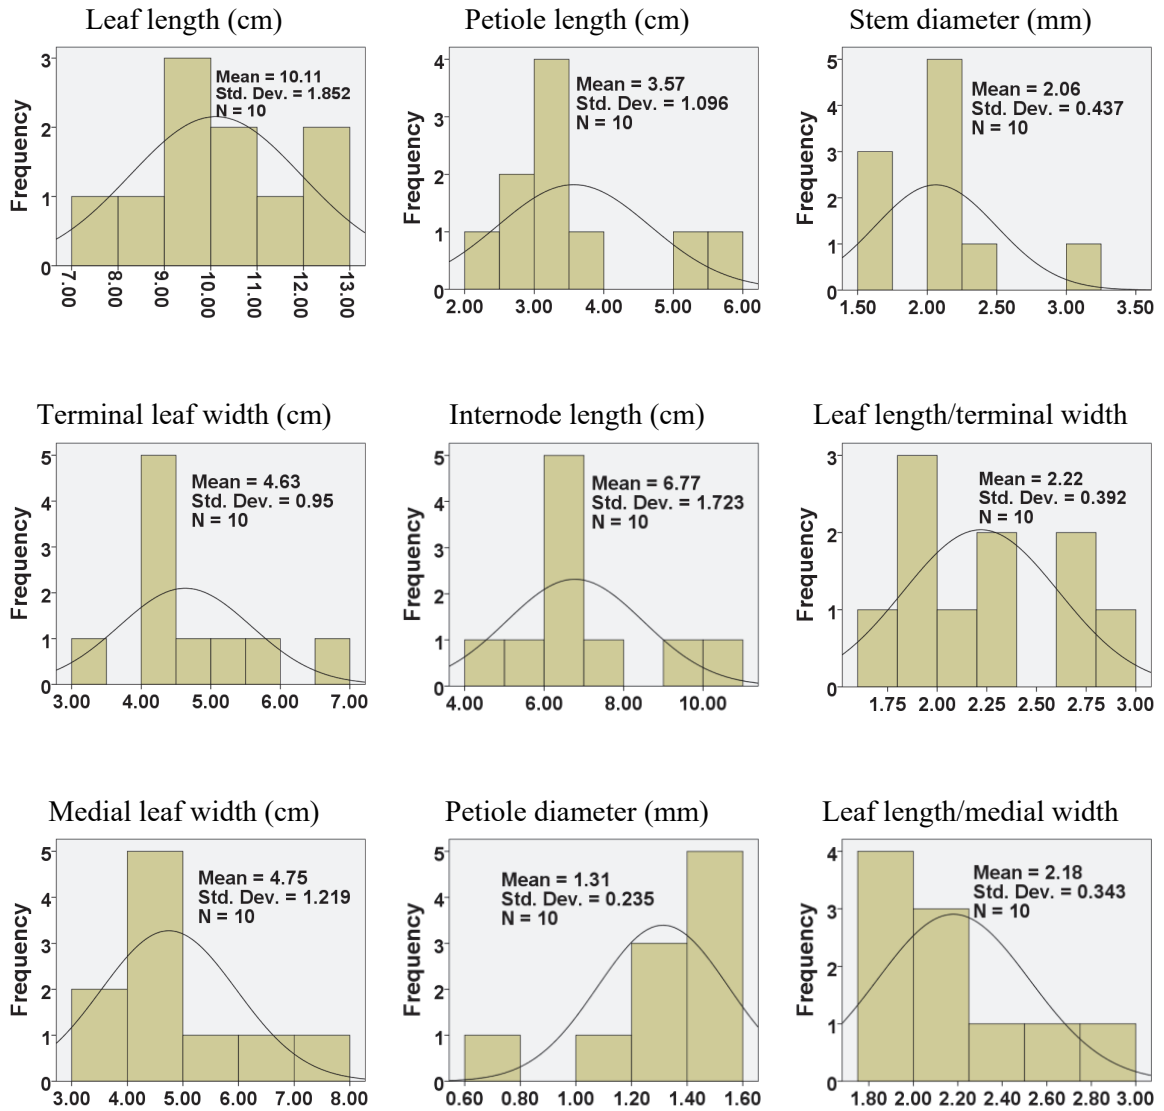 Leaf length (cm)
Frequency
3
2
1
0
Mean = 10.11
Std. Dev. = 1.852
N = 10
7.00 8.00 9.00 10.00 11.00 12.00 13.00
Petiole length (cm)
Frequency
4
3
2
1
0
Mean = 3.57
Std. Dev. = 1.096
N = 10
2.00 3.00 4.00 5.00 6.00
Stem diameter (mm)
Frequency
5
4
3
2
1
0
Mean = 2.06
Std. Dev. = 0.437
N = 10
1.50 2.00 2.50 3.00 3.50
Terminal leaf width (cm)
Frequency
5
4
3
2
1
0
Mean = 4.63
Std. Dev. = 0.95
N = 10
3.00 4.00 5.00 6.00 7.00
Internode length (cm)
Frequency
5
4
3
2
1
0
Mean = 6.77
Std. Dev. = 1.723
N = 10
4.00 6.00 8.00 10.00
Leaf length/terminal width
Frequency
3
2
1
0
Mean = 2.22
Std. Dev. = 0.392
N = 10
1.75 2.00 2.25 2.50 2.75 3.00
Medial leaf width (cm)
Frequency
5
4
3
2
1
0
Mean = 4.75
Std. Dev. = 1.219
N = 10
3.00 4.00 5.00 6.00 7.00 8.00
Petiole diameter (mm)
Frequency
5
4
3
2
1
0
Mean = 1.31
Std. Dev. = 0.235
N = 10
0.60 0.80 1.00 1.20 1.40 1.60
Leaf length/medial width
Frequency
4
3
2
1
0
Mean = 2.18
Std. Dev. = 0.343
N = 10
1.80 2.00 2.20 2.40 2.60 2.80 3.00